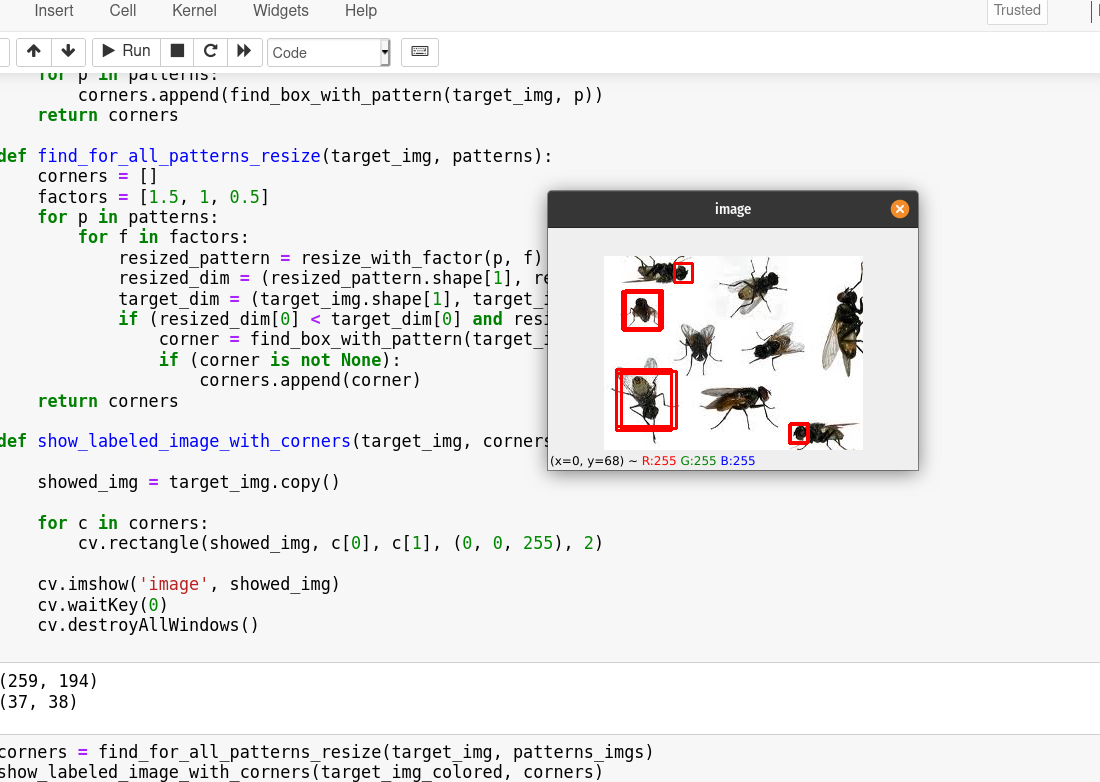 Insert Cell Kernel Widgets Help Trusted
Run Code
for p in patterns:
corners.append(find_box_with_pattern(target_img, p))
return corners
def find_for_all_patterns_resize(target_img, patterns):
corners = []
factors = [1.5, 1, 0.5]
for p in patterns:
for f in factors:
resized_pattern = resize_with_factor(p, f)
resized_dim = (resized_pattern.shape[1], re
target_dim = (target_img.shape[1], target_i
if (resized_dim[0] < target_dim[0] and resi
corner = find_box_with_pattern(target_i
if (corner is not None):
corners.append(corner)
return corners
def show_labeled_image_with_corners(target_img, corners
showed_img = target_img.copy()
for c in corners:
cv.rectangle(showed_img, c[0], c[1], (0, 0, 255), 2)
cv.imshow('image', showed_img)
cv.waitKey(0)
cv.destroyAllWindows()
image
(x=0, y=68) ~ R:255 G:255 B:255
(259, 194)
(37, 38)
corners = find_for_all_patterns_resize(target_img, patterns_imgs)
show_labeled_image_with_corners(target_img_colored, corners)